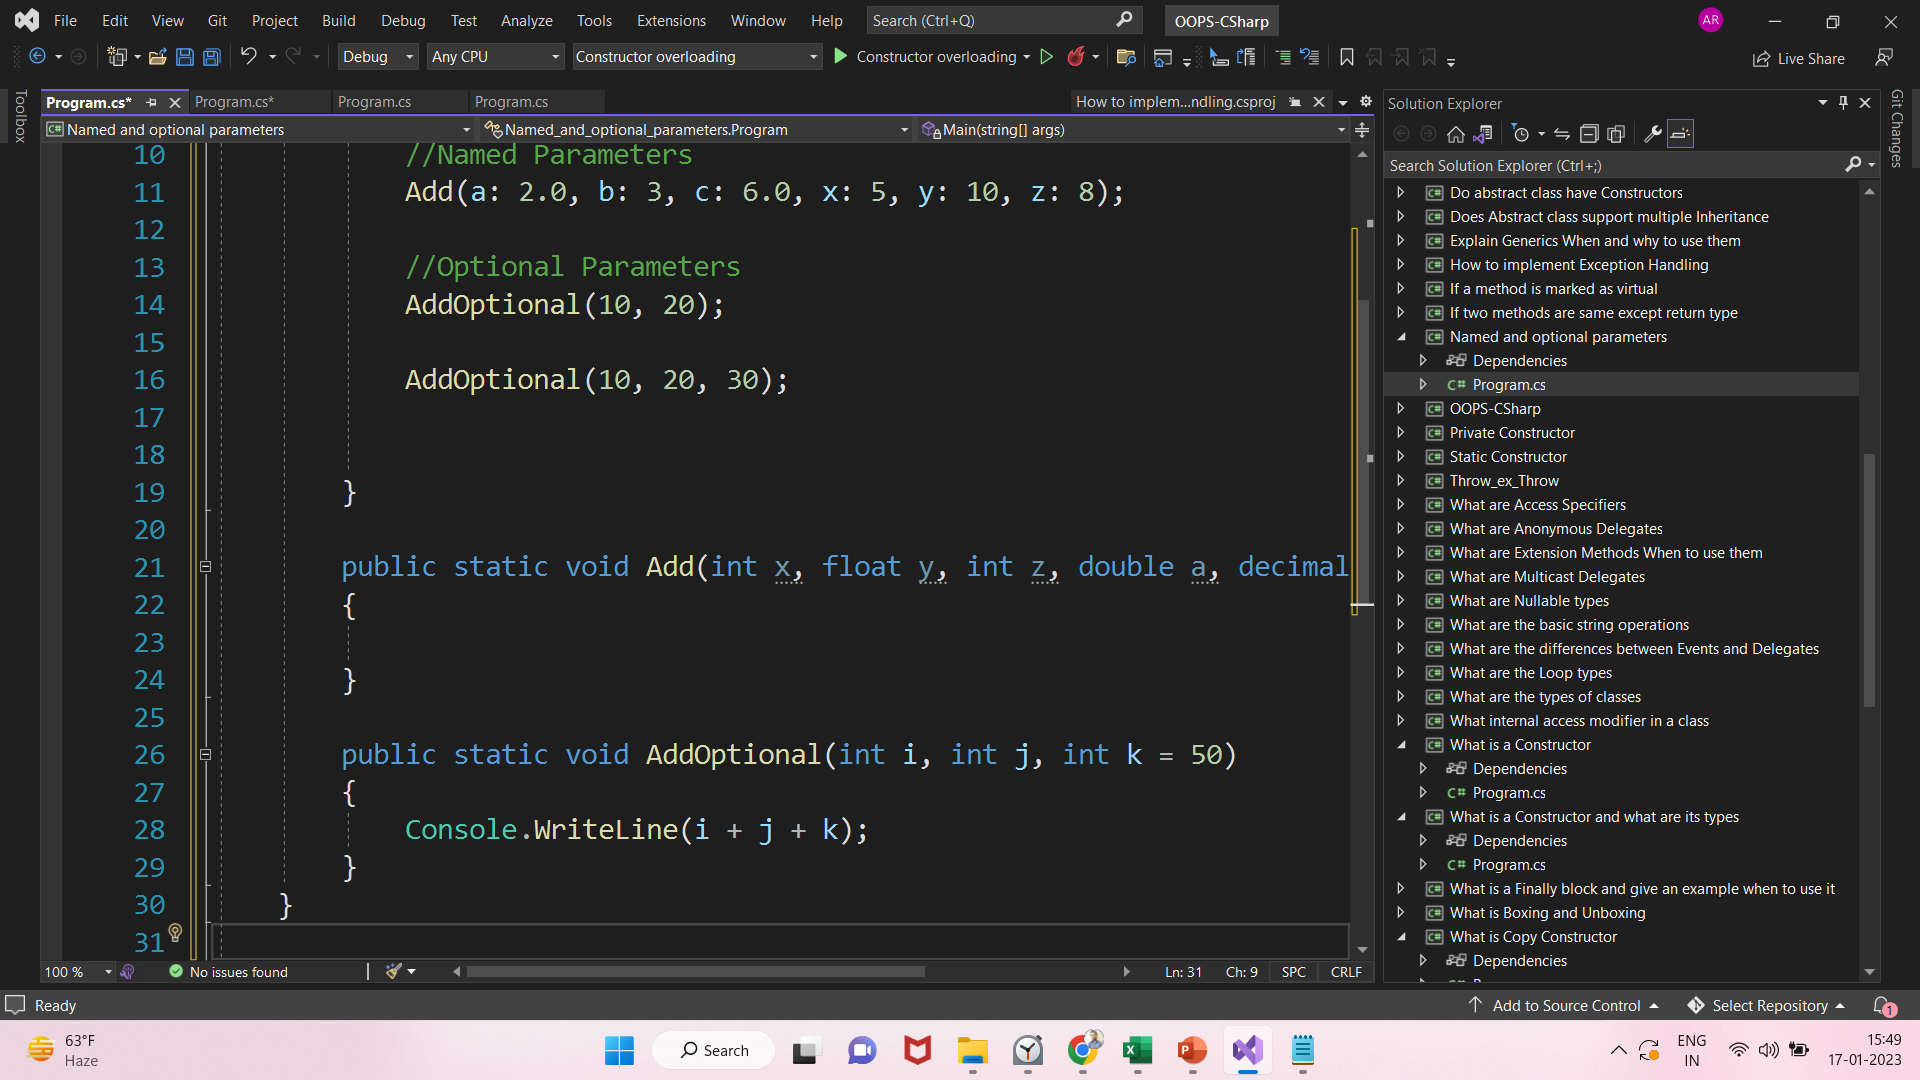 File Edit View Git Project Build Debug Test Analyze Tools Extensions Window Help Search (Ctrl+Q) OOPS-CSharp AR
Debug Any CPU Constructor overloading Constructor overloading Live Share
Toolbox
Program.cs* Program.cs* Program.cs Program.cs How to implem...ndling.csproj
C# Named and optional parameters Named_and_optional_parameters.Program Main(string[] args)
10 //Named Parameters
11 Add(a: 2.0, b: 3, c: 6.0, x: 5, y: 10, z: 8);
12
13 //Optional Parameters
14 AddOptional(10, 20);
15
16 AddOptional(10, 20, 30);
17
18
19 }
20
21 public static void Add(int x, float y, int z, double a, decimal
22 {
23
24 }
25
26 public static void AddOptional(int i, int j, int k = 50)
27 {
28 Console.WriteLine(i + j + k);
29 }
30 }
31
100 % No issues found Ln: 31 Ch: 9 SPC CRLF
Solution Explorer
Search Solution Explorer (Ctrl+;)
C# Do abstract class have Constructors
C# Does Abstract class support multiple Inheritance
C# Explain Generics When and why to use them
C# How to implement Exception Handling
C# If a method is marked as virtual
C# If two methods are same except return type
C# Named and optional parameters
Dependencies
C# Program.cs
C# OOPS-CSharp
C# Private Constructor
C# Static Constructor
C# Throw_ex_Throw
C# What are Access Specifiers
C# What are Anonymous Delegates
C# What are Extension Methods When to use them
C# What are Multicast Delegates
C# What are Nullable types
C# What are the basic string operations
C# What are the differences between Events and Delegates
C# What are the Loop types
C# What are the types of classes
C# What internal access modifier in a class
C# What is a Constructor
Dependencies
C# Program.cs
C# What is a Constructor and what are its types
Dependencies
C# Program.cs
C# What is a Finally block and give an example when to use it
C# What is Boxing and Unboxing
C# What is Copy Constructor
Dependencies
Git Changes
Ready Add to Source Control Select Repository 1
63°F
Haze
Search
ENG
IN
15:49
17-01-2023